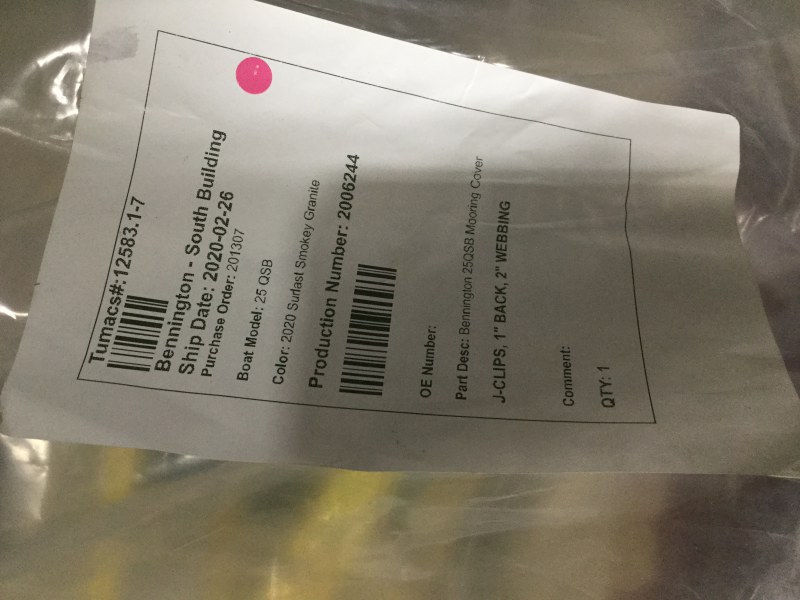 Tumacs#:12583.1-7
Bennington - South Building
Ship Date: 2020-02-26
Purchase Order: 201307
Boat Model: 25 QSB
Color: 2020 Surlast Smokey Granite
Production Number: 2006244
OE Number:
Part Desc: Bennington 25QSB Mooring Cover
J-CLIPS, 1" BACK, 2" WEBBING
Comment:
QTY: 1